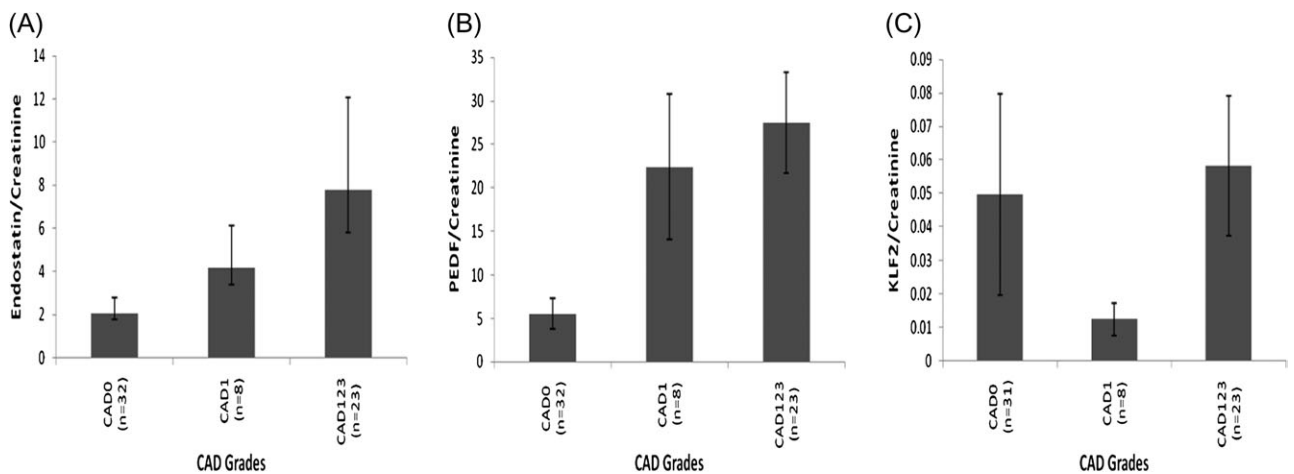 (A)
Endostatin/Creatinine
14
12
10
8
6
4
2
0
CAD0
(n=32)
CAD1
(n=8)
CAD123
(n=23)
CAD Grades
(B)
PEDF/Creatinine
35
30
25
20
15
10
5
0
CAD0
(n=32)
CAD1
(n=8)
CAD123
(n=23)
CAD Grades
(C)
KLF2/Creatinine
0.09
0.08
0.07
0.06
0.05
0.04
0.03
0.02
0.01
0
CAD0
(n=31)
CAD1
(n=8)
CAD123
(n=23)
CAD Grades